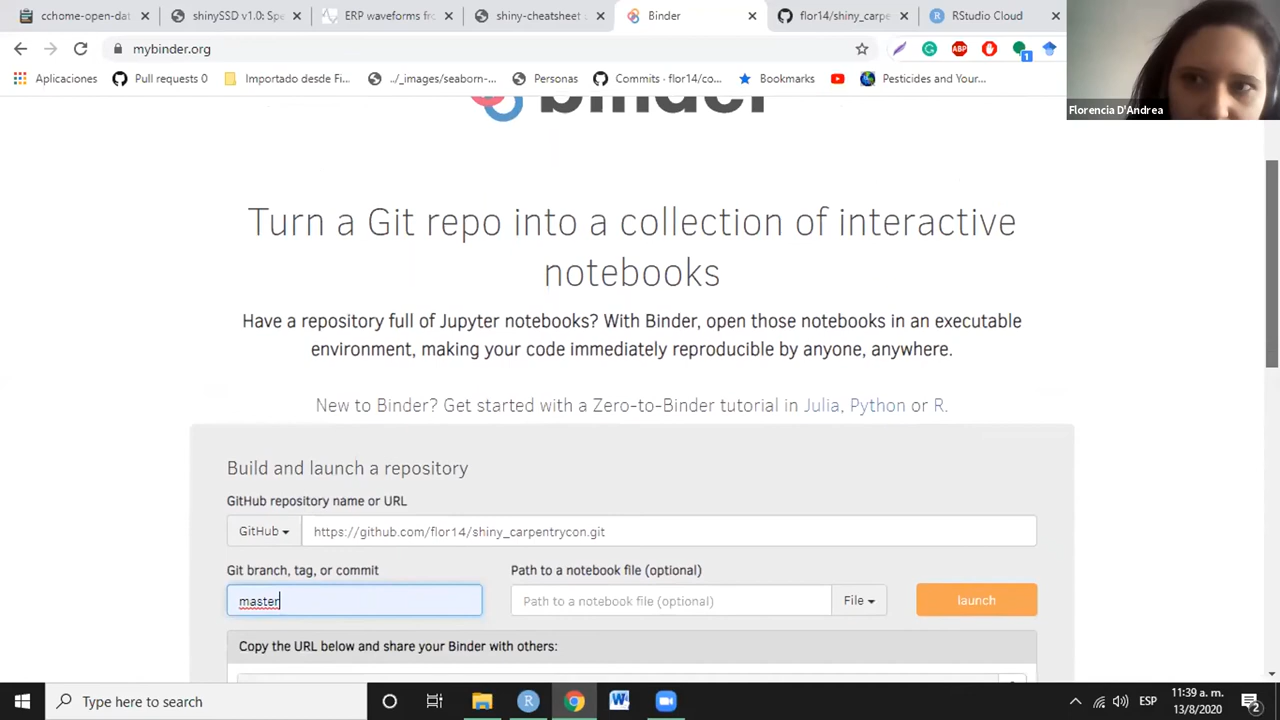 cchome-open-dat
shinySSD v1.0: Spe
ERP waveforms fro
shiny-cheatsheet
Binder
flor14/shiny_carpe
RStudio Cloud
mybinder.org
1
Aplicaciones
Pull requests 0
Importado desde Fi...
../_images/seaborn-...
Personas
Commits · flor14/co...
Bookmarks
Pesticides and Your...
Florencia D'Andrea
binder
Turn a Git repo into a collection of interactive
notebooks
Have a repository full of Jupyter notebooks? With Binder, open those notebooks in an executable
environment, making your code immediately reproducible by anyone, anywhere.
New to Binder? Get started with a Zero-to-Binder tutorial in Julia, Python or R.
Build and launch a repository
GitHub repository name or URL
GitHub
https://github.com/flor14/shiny_carpentrycon.git
Git branch, tag, or commit
Path to a notebook file (optional)
master
Path to a notebook file (optional)
File
launch
Copy the URL below and share your Binder with others:
Type here to search
ESP
11:39 a. m.
13/8/2020
2